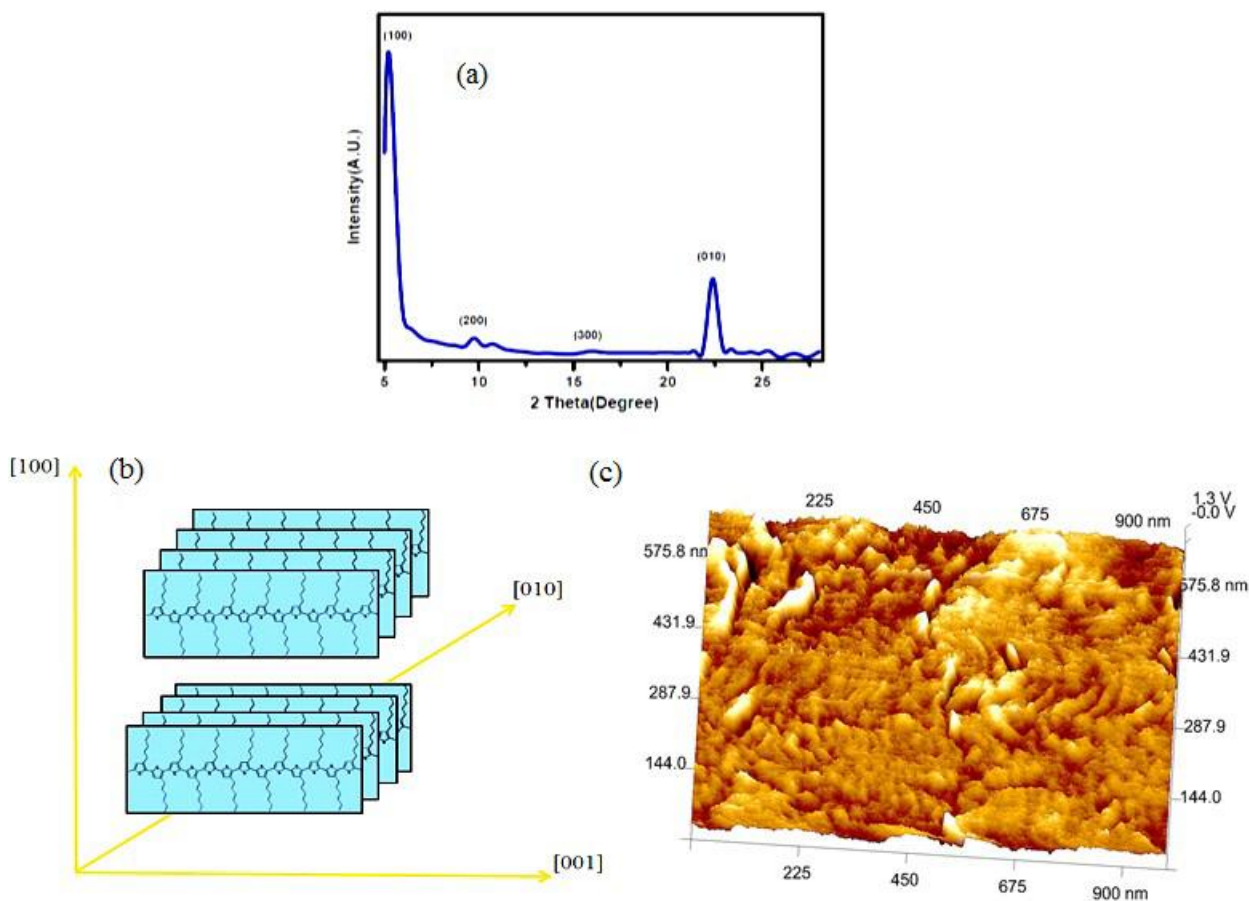 (100)
(a)
Intensity(A.U.)
(010)
(200)
(300)
5 10 15 20 25
2 Theta(Degree)
[100]
(b)
[010]
[001]
(c)
225 450 675 900 nm
1.3 V
-0.0 V
575.8 nm
431.9
287.9
144.0
575.8 nm
431.9
287.9
144.0
225 450 675 900 nm